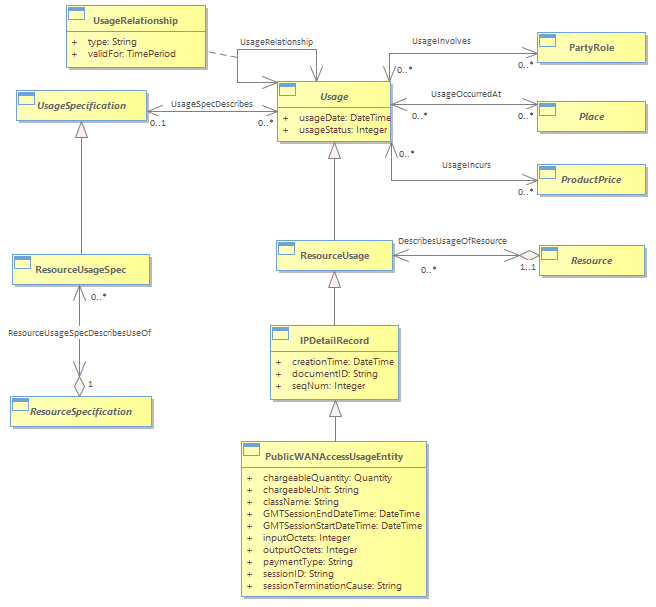 UsageRelationship
+ type: String
+ validFor: TimePeriod
UsageRelationship
UsageInvolves
0..*
0..*
PartyRole
UsageSpecification
UsageSpecDescribes
0..1
0..*
Usage
+ usageDate: DateTime
+ usageStatus: Integer
UsageOccurredAt
0..*
0..*
Place
0..*
UsageIncurs
0..*
ProductPrice
ResourceUsageSpec
ResourceUsage
DescribesUsageOfResource
0..*
1..1
Resource
0..*
ResourceUsageSpecDescribesUseOf
1
ResourceSpecification
IPDetailRecord
+ creationTime: DateTime
+ documentID: String
+ seqNum: Integer
PublicWANAccessUsageEntity
+ chargeableQuantity: Quantity
+ chargeableUnit: String
+ className: String
+ GMTSessionEndDateTime: DateTime
+ GMTSessionStartDateTime: DateTime
+ inputOctets: Integer
+ outputOctets: Integer
+ paymentType: String
+ sessionID: String
+ sessionTerminationCause: String